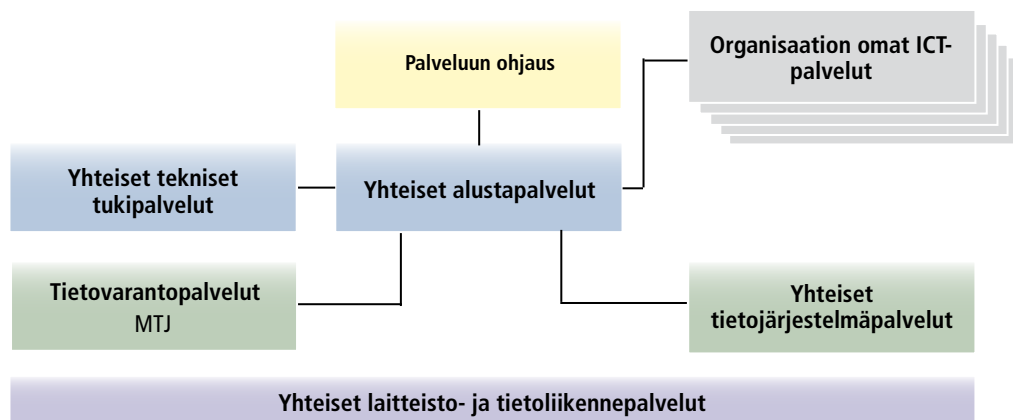 Palveluun ohjaus
Organisaation omat ICT-
palvelut
Yhteiset tekniset
tukipalvelut
Yhteiset alustapalvelut
Tietovarantopalvelut
MTJ
Yhteiset
tietojärjestelmäpalvelut
Yhteiset laitteisto- ja tietoliikennepalvelut